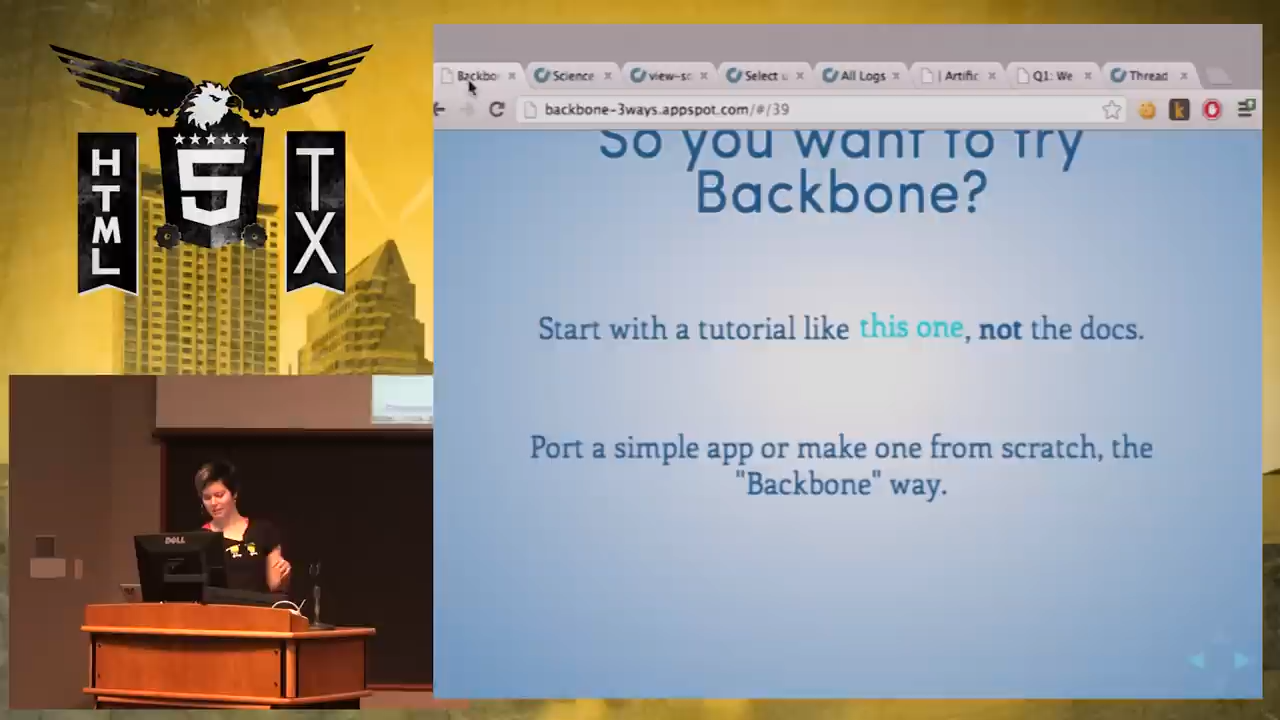 HTML
5
TX
Backbo
Science
view-sc
Select u
All Logs
| Artific
Q1: We
Thread
backbone-3ways.appspot.com/#/39
k
So you want to try
Backbone?
Start with a tutorial like this one, not the docs.
Port a simple app or make one from scratch, the
"Backbone" way.
DELL